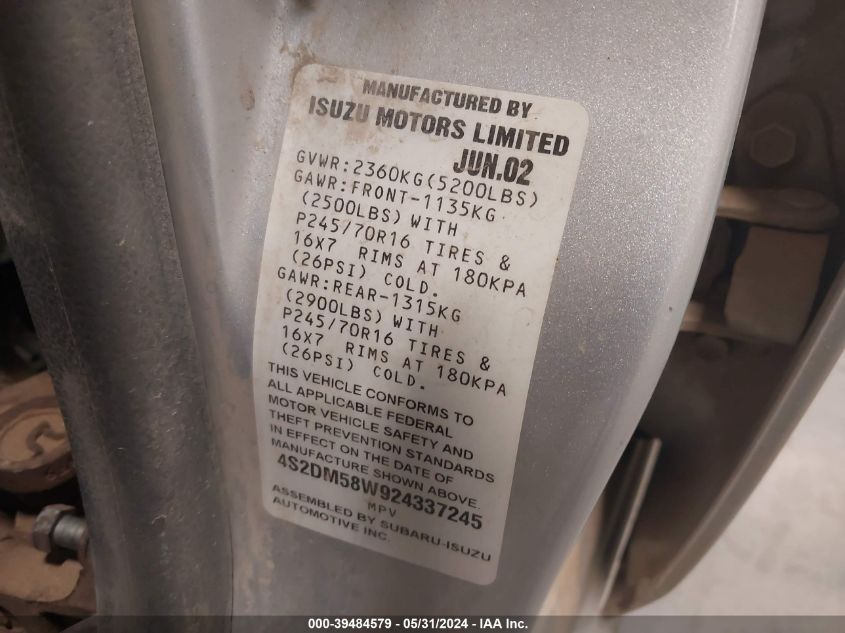 MANUFACTURED BY
ISUZU MOTORS LIMITED
JUN.02
GVWR:2360KG(5200LBS)
GAWR:FRONT-1135KG
(2500LBS) WITH
P245/70R16 TIRES &
16X7 RIMS AT 180KPA
(26PSI) COLD.
GAWR:REAR-1315KG
(2900LBS) WITH
P245/70R16 TIRES &
16X7 RIMS AT 180KPA
(26PSI) COLD.
THIS VEHICLE CONFORMS TO
ALL APPLICABLE FEDERAL
MOTOR VEHICLE SAFETY AND
THEFT PREVENTION STANDARDS
IN EFFECT ON THE DATE OF
MANUFACTURE SHOWN ABOVE.
4S2DM58W924337245
MPV
ASSEMBLED BY SUBARU-ISUZU
AUTOMOTIVE INC.
000-39484579 - 05/31/2024 - IAA Inc.